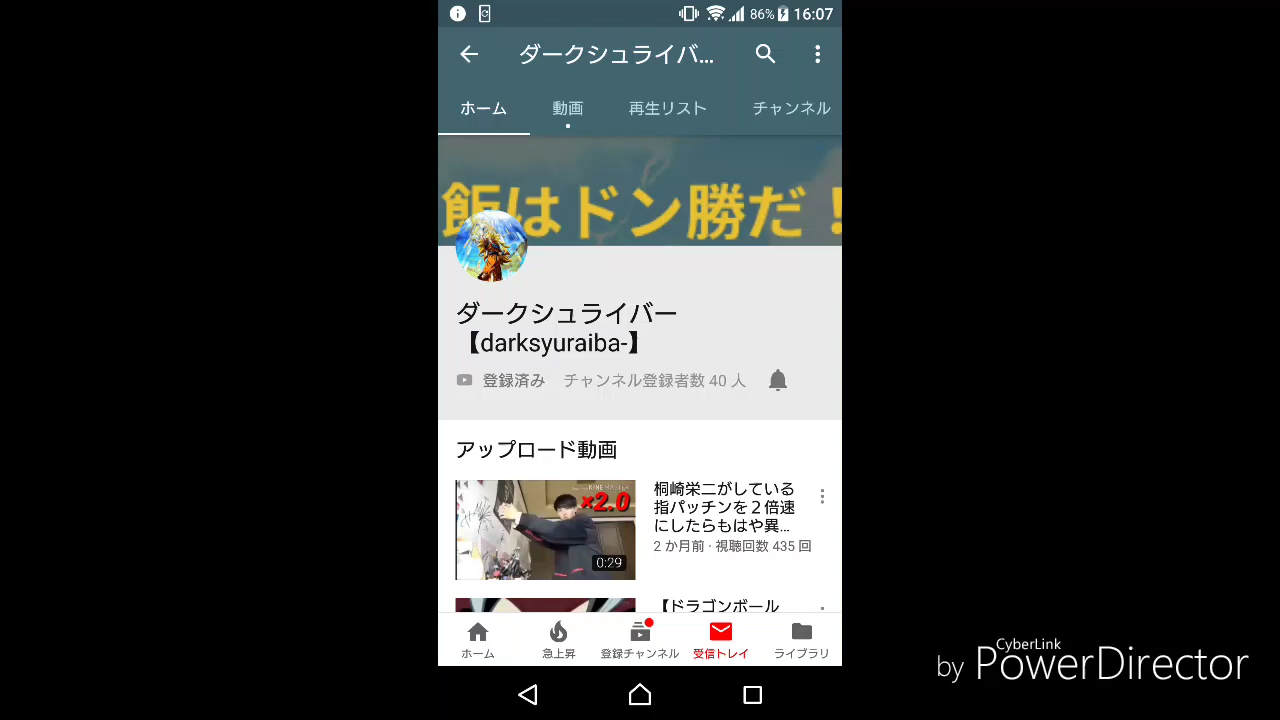 86% 16:07
ダークシュライバ...
ホーム 動画 再生リスト チャンネル
飯はドン勝だ！
ダークシュライバー
【darksyuraiba-】
登録済み チャンネル登録者数 40 人
アップロード動画
KINEMASTER
×2.0
0:29
桐崎栄二がしている
指パッチンを２倍速
にしたらもはや異...
2 か月前・視聴回数 435 回
【ドラゴンボール
ホーム 急上昇 登録チャンネル 受信トレイ ライブラリ
by CyberLink PowerDirector